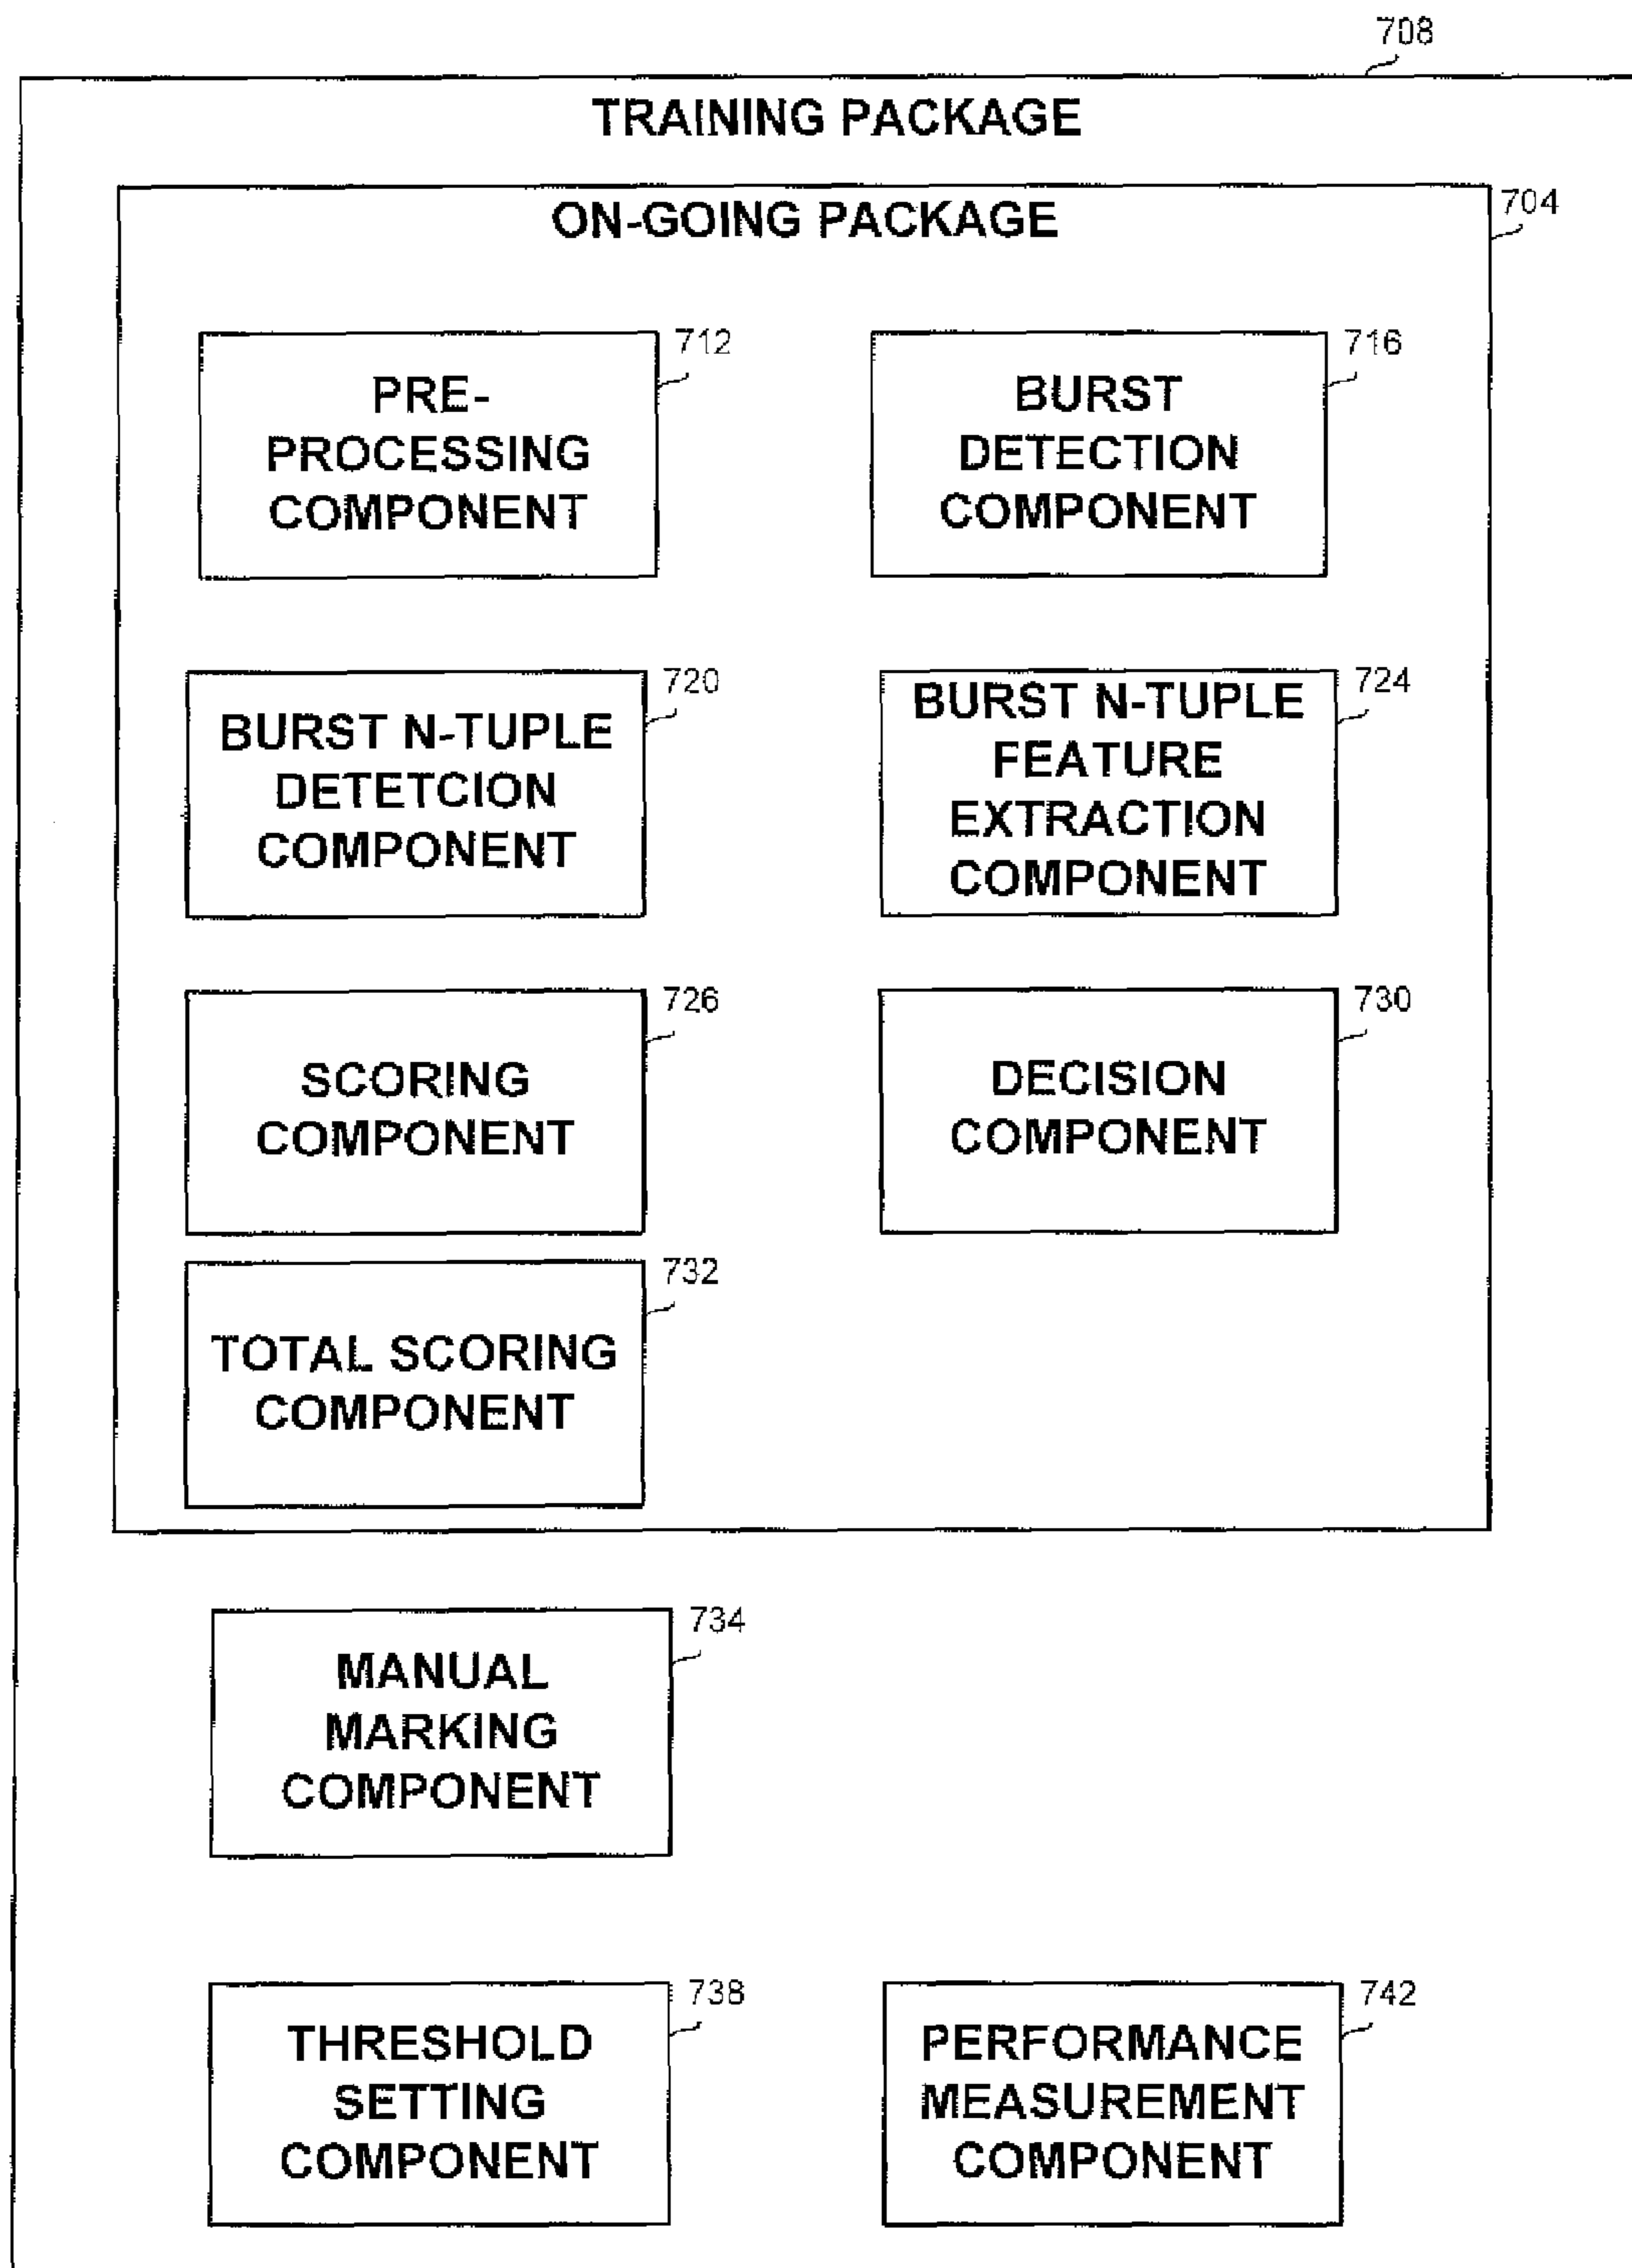 708
TRAINING PACKAGE
704
ON-GOING PACKAGE
712
PRE-
PROCESSING
COMPONENT
716
BURST
DETECTION
COMPONENT
720
BURST N-TUPLE
DETETCION
COMPONENT
724
BURST N-TUPLE
FEATURE
EXTRACTION
COMPONENT
726
SCORING
COMPONENT
730
DECISION
COMPONENT
732
TOTAL SCORING
COMPONENT
734
MANUAL
MARKING
COMPONENT
738
THRESHOLD
SETTING
COMPONENT
742
PERFORMANCE
MEASUREMENT
COMPONENT